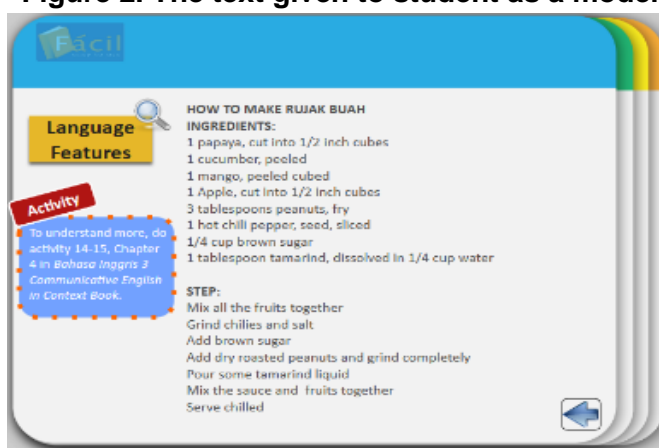 Figure 2. The text given to student as a model
Fácil
Language
Features
HOW TO MAKE RUJAK BUAH
INGREDIENTS:
1 papaya, cut into 1/2 inch cubes
1 cucumber, peeled
1 mango, peeled cubed
1 Apple, cut into 1/2 inch cubes
3 tablespoons peanuts, fry
1 hot chili pepper, seed, sliced
1/4 cup brown sugar
1 tablespoon tamarind, dissolved in 1/4 cup water
STEP:
Mix all the fruits together
Grind chilies and salt
Add brown sugar
Add dry roasted peanuts and grind completely
Pour some tamarind liquid
Mix the sauce and fruits together
Serve chilled
Activity
To understand more, do
activity 14-15, Chapter
4 in Bahasa Inggris 3
Communicative English
in Context Book.